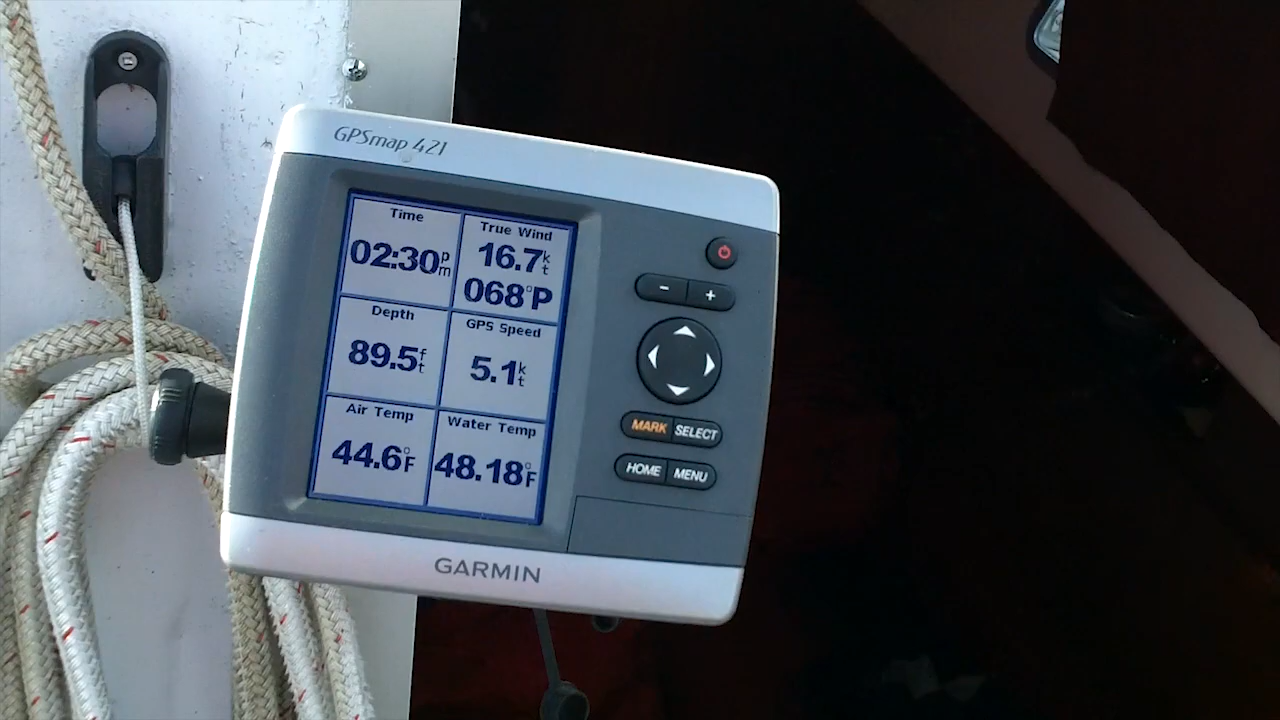 GPSmap 421
Time
02:30pm
True Wind
16.7kt
068°P
Depth
89.5ft
GPS Speed
5.1kt
Air Temp
44.6°F
Water Temp
48.18°F
- +
MARK SELECT
HOME MENU
GARMIN